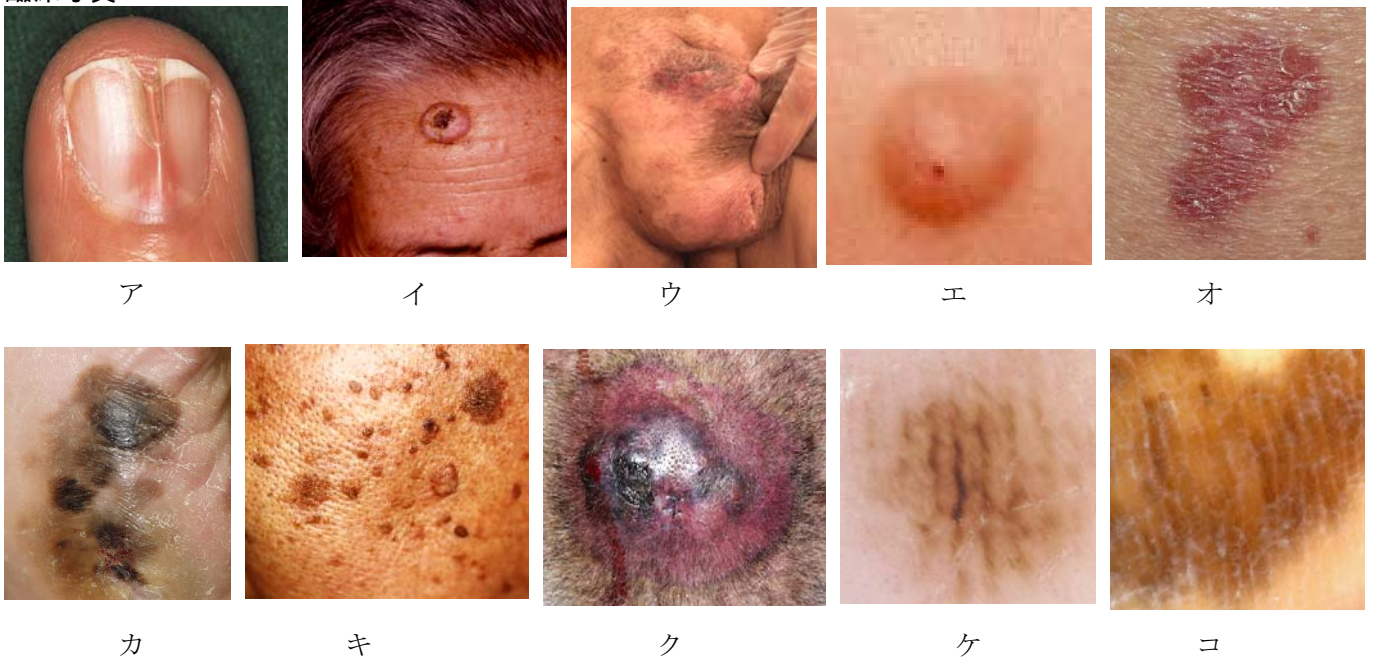 ア イ ウ エ オ
カ キ ク ケ コ